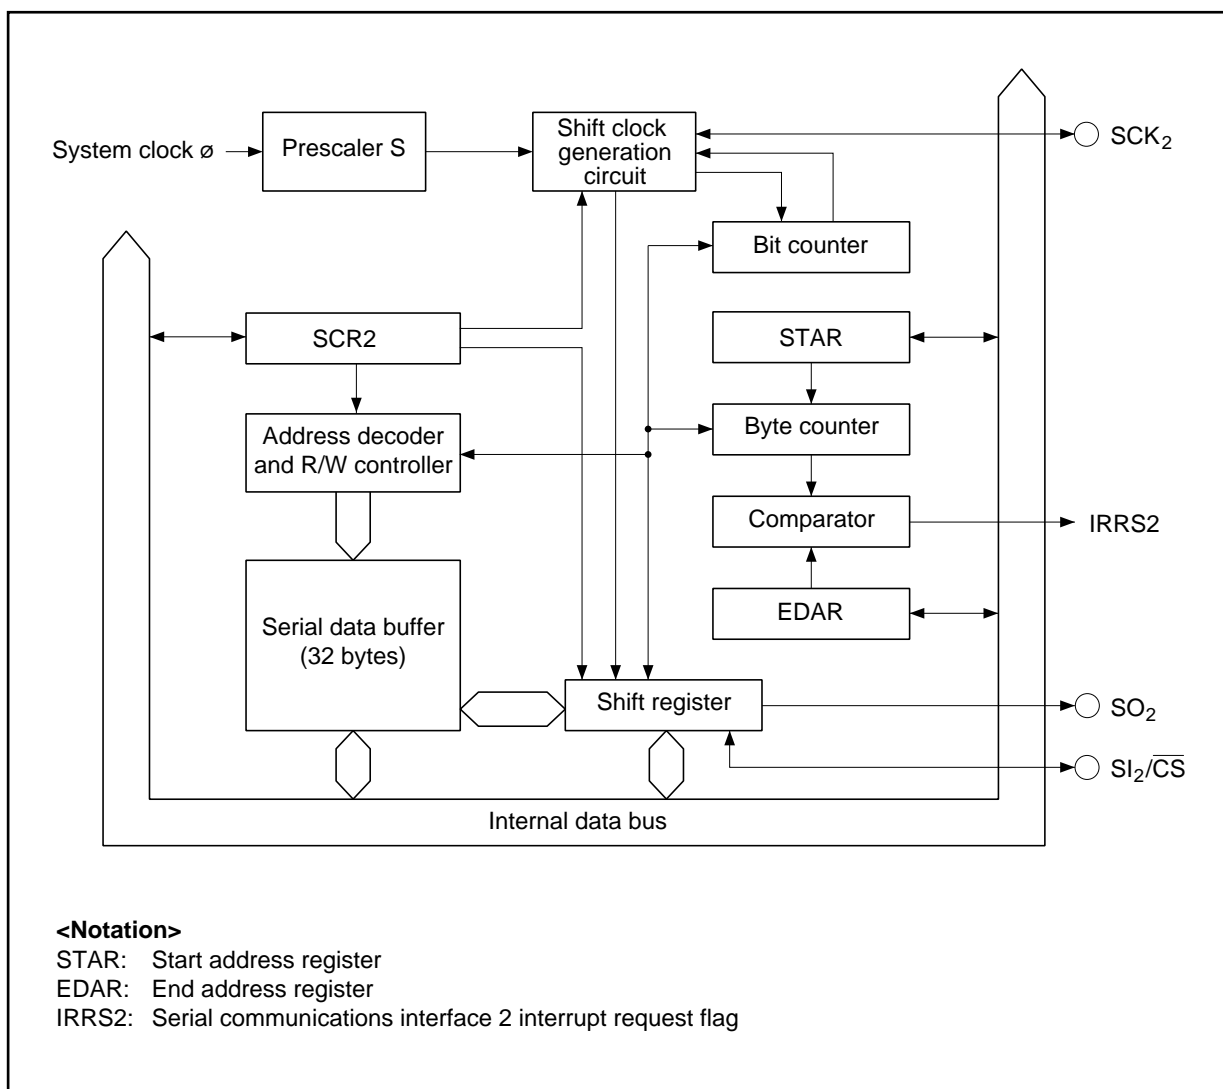 System clock ø
Prescaler S
Shift clock
generation
circuit
SCK₂
Bit counter
SCR2
STAR
Address decoder
and R/W controller
Byte counter
Comparator
IRRS2
Serial data buffer
(32 bytes)
EDAR
Shift register
SO₂
SI₂/C̅S̅
Internal data bus
<Notation>
STAR: Start address register
EDAR: End address register
IRRS2: Serial communications interface 2 interrupt request flag